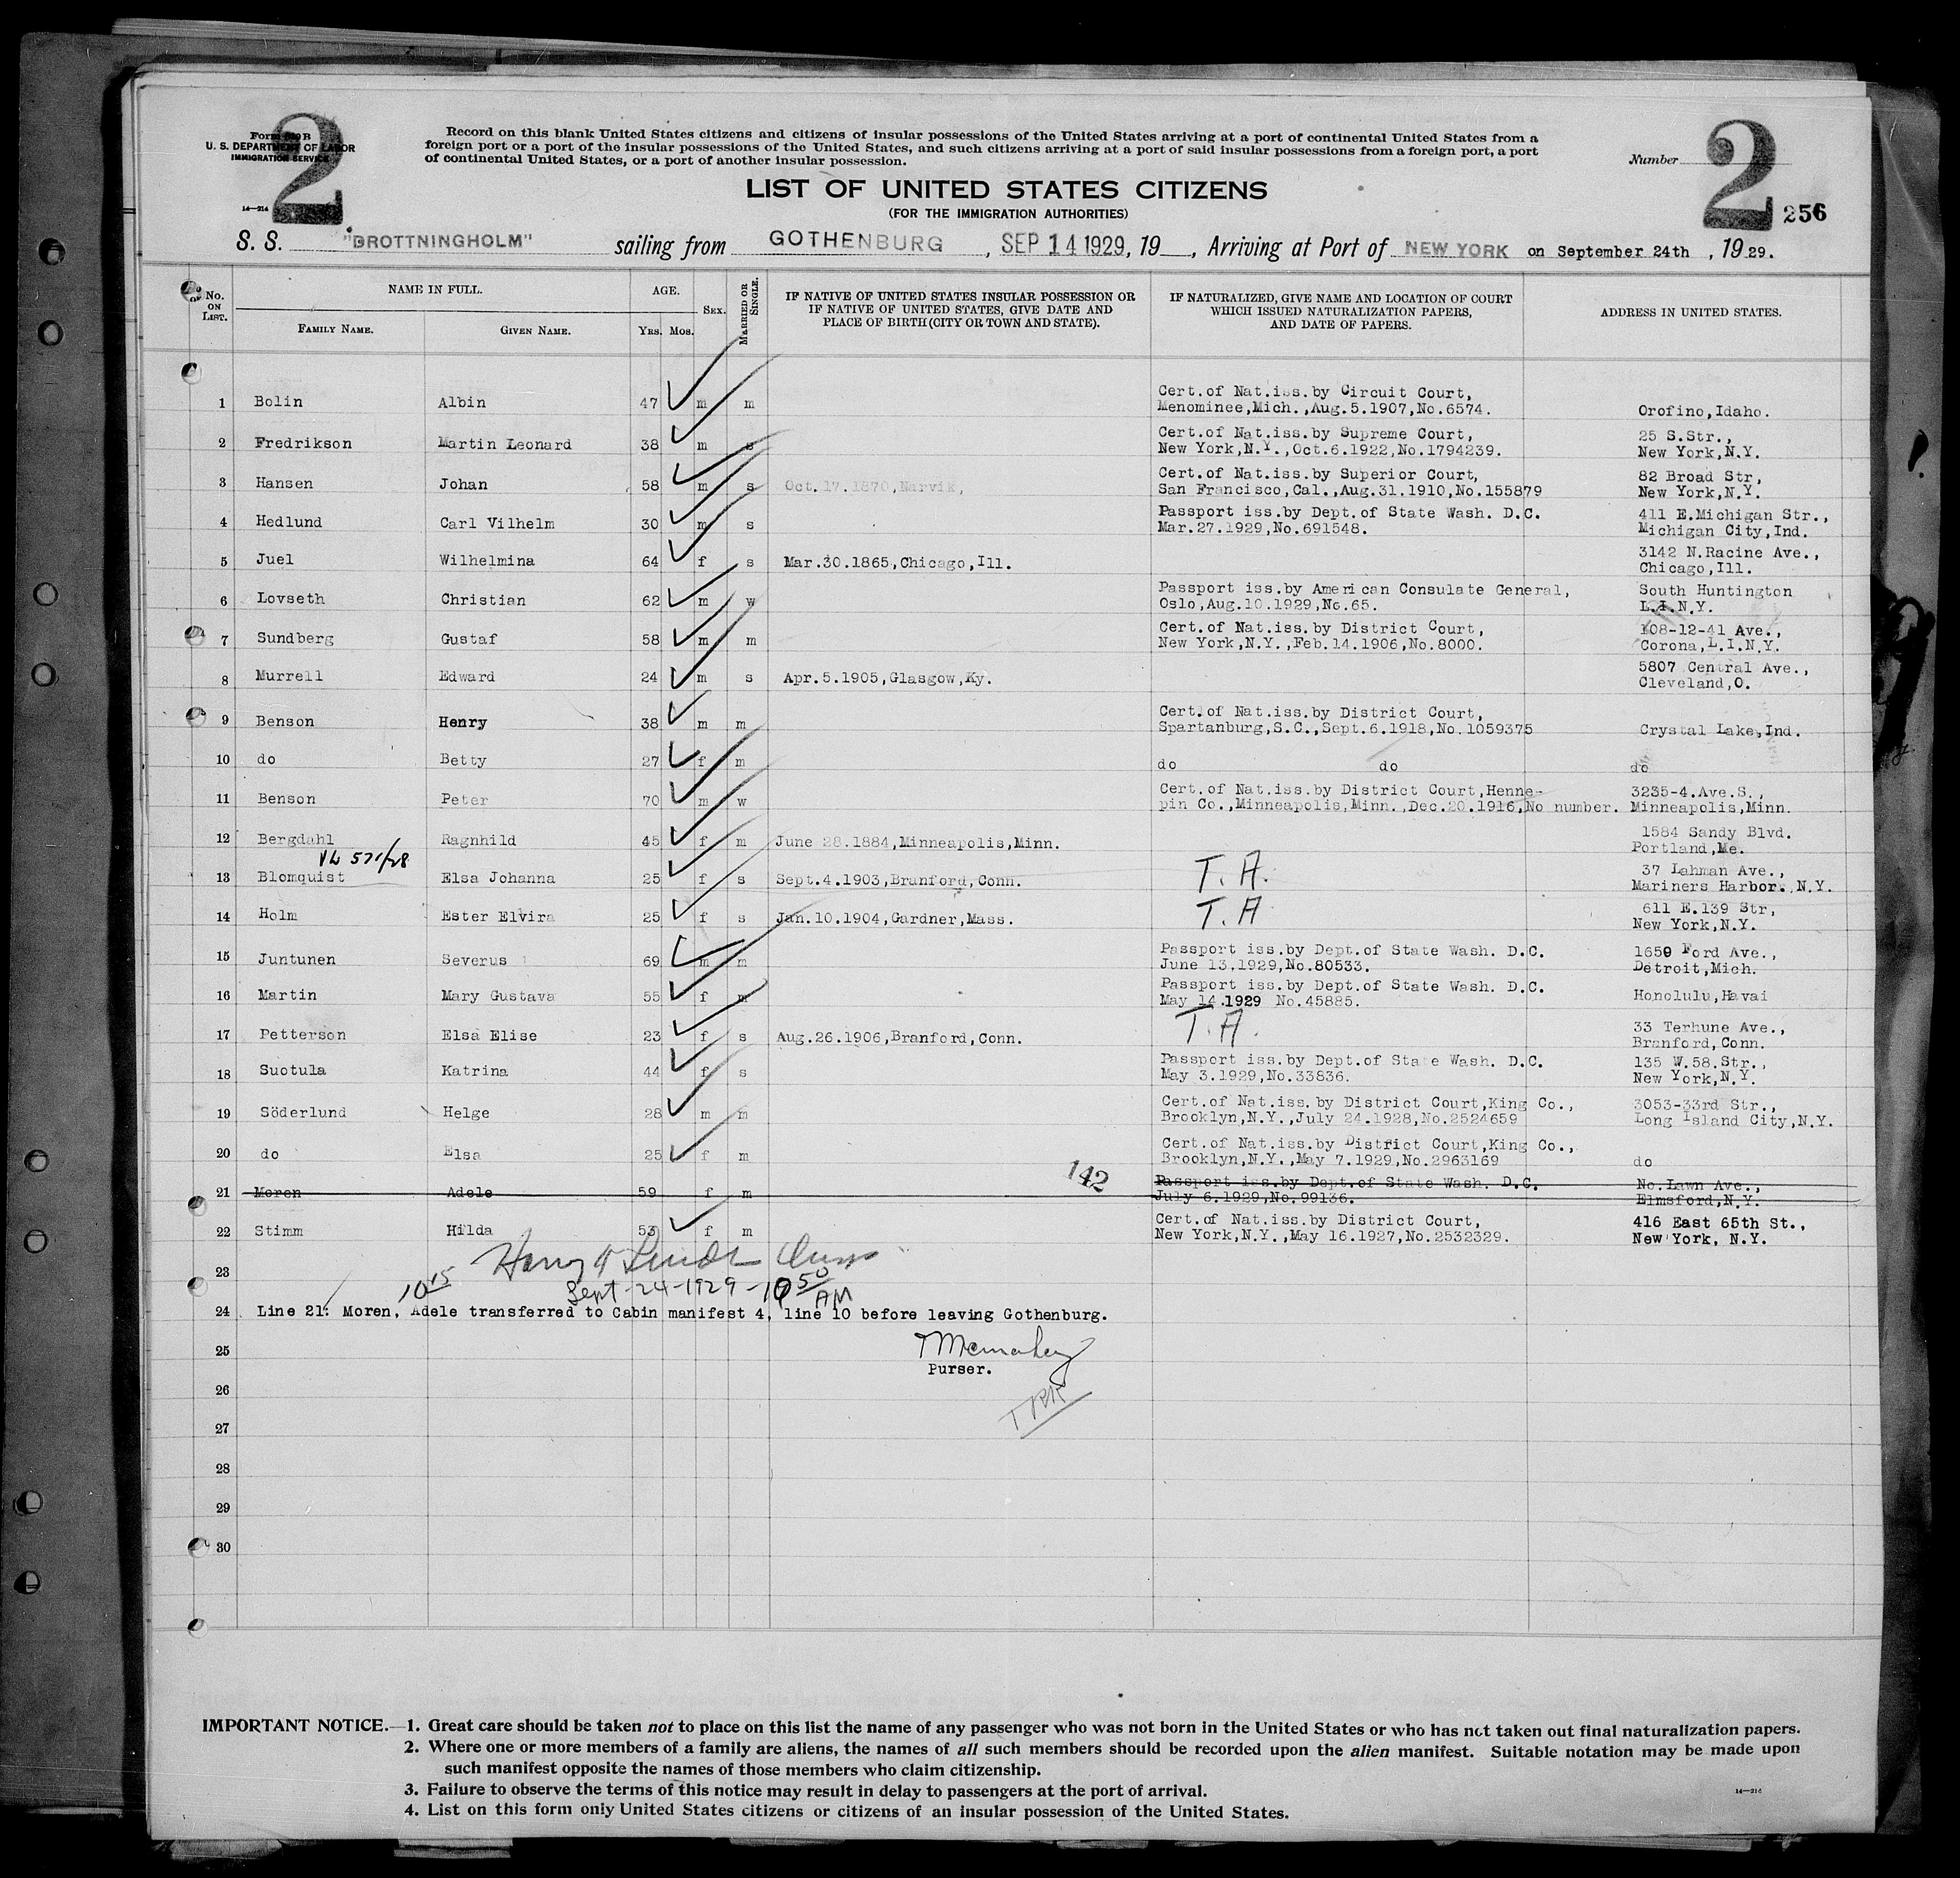 2
Form 630 B
U. S. DEPARTMENT OF LABOR
IMMIGRATION SERVICE
14—214
Record on this blank United States citizens and citizens of insular possessions of the United States arriving at a port of continental United States from a
foreign port or a port of the insular possessions of the United States, and such citizens arriving at a port of said insular possessions from a foreign port, a port
of continental United States, or a port of another insular possession.
Number 2
256
LIST OF UNITED STATES CITIZENS
(FOR THE IMMIGRATION AUTHORITIES)
S. S. "DROTTNINGHOLM" sailing from GOTHENBURG, SEP 14 1929, 19 , Arriving at Port of NEW YORK on September 24th , 19 29.
No. ON LIST. NAME IN FULL. FAMILY NAME. GIVEN NAME. AGE. YRS. MOS. SEX. MARRIED OR SINGLE. IF NATIVE OF UNITED STATES INSULAR POSSESSION OR IF NATIVE OF UNITED STATES, GIVE DATE AND PLACE OF BIRTH (CITY OR TOWN AND STATE). IF NATURALIZED, GIVE NAME AND LOCATION OF COURT WHICH ISSUED NATURALIZATION PAPERS, AND DATE OF PAPERS. ADDRESS IN UNITED STATES.
1 Bolin Albin 47 m m Cert.of Nat.iss.by Circuit Court, Menominee,Mich.,Aug.5.1907,No.6574. Orofino,Idaho.
2 Fredrikson Martin Leonard 38 m s Cert.of Nat.iss.by Supreme Court, New York,N.Y.,Oct.6.1922,No.1794239. 25 S.Str., New York,N.Y.
3 Hansen Johan 58 m s Oct.17.1870,Narvik, Cert.of Nat.iss.by Superior Court, San Francisco,Cal.,Aug.31.1910,No.155879 82 Broad Str, New York,N.Y.
4 Hedlund Carl Vilhelm 30 m s Passport iss.by Dept.of State Wash. D.C. Mar.27.1929,No.691548. 411 E.Michigan Str., Michigan City,Ind.
5 Juel Wilhelmina 64 f s Mar.30.1865,Chicago,Ill. 3142 N.Racine Ave., Chicago,Ill.
6 Lovseth Christian 62 m w Passport iss.by American Consulate General, Oslo,Aug.10.1929,No.65. South Huntington L.I.N.Y.
7 Sundberg Gustaf 58 m m Cert.of Nat.iss.by District Court, New York,N.Y.,Feb.14.1906,No.8000. 108-12-41 Ave., Corona,L.I.N.Y.
8 Murrell Edward 24 m s Apr.5.1905,Glasgow,Ky. 5807 Central Ave., Cleveland,O.
9 Benson Henry 38 m m Cert.of Nat.iss.by District Court, Spartanburg,S.C.,Sept.6.1918,No.1059375 Crystal Lake,Ind.
10 do Betty 27 f m do do do
11 Benson Peter 70 m w Cert.of Nat.iss.by District Court,Henne- pin Co.,Minneapolis,Minn.,Dec.20.1916,No number. 3235-4.Ave.S., Minneapolis,Minn.
12 Bergdahl Ragnhild 45 f m June 28.1884,Minneapolis,Minn. 1584 Sandy Blvd. Portland,Me.
VL 571/28
13 Blomquist Elsa Johanna 25 f s Sept.4.1903,Branford,Conn. T.A. 37 Lahman Ave., Mariners Harbor.,N.Y.
14 Holm Ester Elvira 25 f s Jan.10.1904,Gardner,Mass. T.A 611 E.139 Str, New York,N.Y.
15 Juntunen Severus 69 m m Passport iss.by Dept.of State Wash. D.C. June 13.1929,No.80533. 1659 Ford Ave., Detroit,Mich.
16 Martin Mary Gustava 55 f m Passport iss.by Dept.of State Wash. D.C. May 14.1929 No.45885. Honolulu,Havai
17 Petterson Elsa Elise 23 f s Aug.26.1906,Branford,Conn. T.A. 33 Terhune Ave., Branford,Conn.
18 Suotula Katrina 44 f s Passport iss.by Dept.of State Wash. D.C. May 3.1929,No.33836. 135 W.58.Str., New York,N.Y.
19 Söderlund Helge 28 m m Cert.of Nat.iss.by District Court,King Co., Brooklyn,N.Y.,July 24.1928,No.2524659 3053-33rd Str., Long Island City,N.Y.
20 do Elsa 25 f m Cert.of Nat.iss.by District Court,King Co., Brooklyn,N.Y.,May 7.1929,No.2963169 do
142
21 Moren Adele 59 f m Passport iss.by Dept.of State Wash. D.C. July 6.1929,No.99136. No.Lawn Ave., Elmsford,N.Y.
22 Stimm Hilda 53 f m Cert.of Nat.iss.by District Court, New York,N.Y.,May 16.1927,No.2532329. 416 East 65th St., New York, N.Y.
23
10 15 Sept-24-1929-10 50 AM
24 Line 21: Moren, Adele transferred to Cabin manifest 4, line 10 before leaving Gothenburg.
25
Purser.
26
27
28
29
30
IMPORTANT NOTICE.—1. Great care should be taken not to place on this list the name of any passenger who was not born in the United States or who has not taken out final naturalization papers.
2. Where one or more members of a family are aliens, the names of all such members should be recorded upon the alien manifest. Suitable notation may be made upon
such manifest opposite the names of those members who claim citizenship.
3. Failure to observe the terms of this notice may result in delay to passengers at the port of arrival.
4. List on this form only United States citizens or citizens of an insular possession of the United States.
14—214